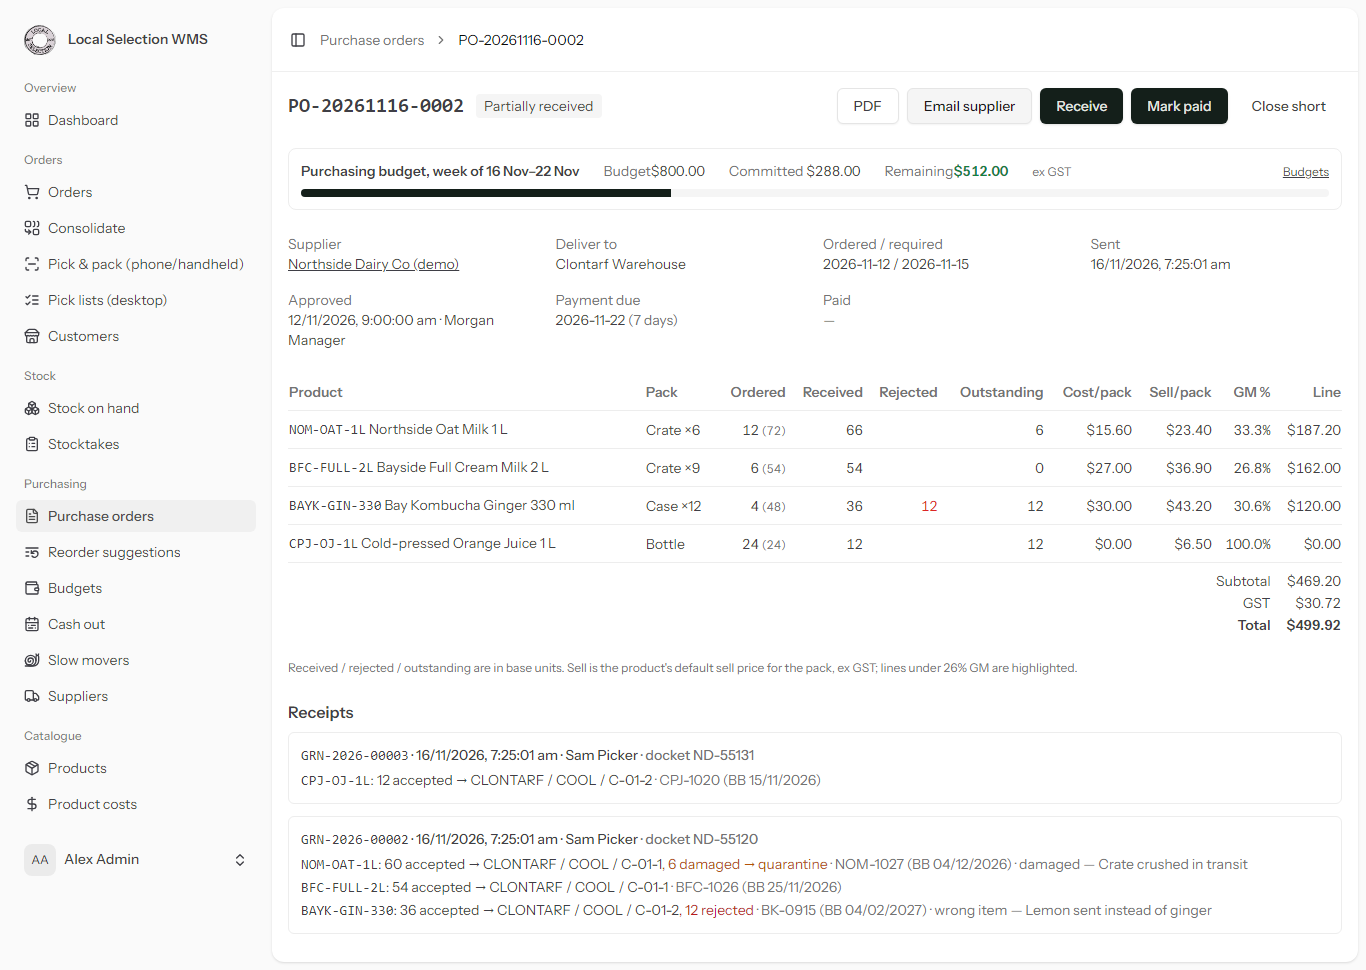 Local Selection WMS
Overview
Dashboard
Orders
Orders
Consolidate
Pick & pack (phone/handheld)
Pick lists (desktop)
Customers
Stock
Stock on hand
Stocktakes
Purchasing
Purchase orders
Reorder suggestions
Budgets
Cash out
Slow movers
Suppliers
Catalogue
Products
Product costs
AA Alex Admin
Purchase orders > PO-20261116-0002
PO-20261116-0002 Partially received PDF Email supplier Receive Mark paid Close short
Purchasing budget, week of 16 Nov–22 Nov Budget$800.00 Committed $288.00 Remaining$512.00 ex GST Budgets
Supplier Deliver to Ordered / required Sent
Northside Dairy Co (demo) Clontarf Warehouse 2026-11-12 / 2026-11-15 16/11/2026, 7:25:01 am
Approved Payment due Paid
12/11/2026, 9:00:00 am · Morgan 2026-11-22 (7 days) —
Manager
Product Pack Ordered Received Rejected Outstanding Cost/pack Sell/pack GM % Line
NOM-OAT-1L Northside Oat Milk 1 L Crate ×6 12 (72) 66 6 $15.60 $23.40 33.3% $187.20
BFC-FULL-2L Bayside Full Cream Milk 2 L Crate ×9 6 (54) 54 0 $27.00 $36.90 26.8% $162.00
BAYK-GIN-330 Bay Kombucha Ginger 330 ml Case ×12 4 (48) 36 12 12 $30.00 $43.20 30.6% $120.00
CPJ-OJ-1L Cold-pressed Orange Juice 1 L Bottle 24 (24) 12 12 $0.00 $6.50 100.0% $0.00
Subtotal $469.20
GST $30.72
Total $499.92
Received / rejected / outstanding are in base units. Sell is the product's default sell price for the pack, ex GST; lines under 26% GM are highlighted.
Receipts
GRN-2026-00003 · 16/11/2026, 7:25:01 am · Sam Picker · docket ND-55131
CPJ-OJ-1L: 12 accepted → CLONTARF / COOL / C-01-2 · CPJ-1020 (BB 15/11/2026)
GRN-2026-00002 · 16/11/2026, 7:25:01 am · Sam Picker · docket ND-55120
NOM-OAT-1L: 60 accepted → CLONTARF / COOL / C-01-1, 6 damaged → quarantine · NOM-1027 (BB 04/12/2026) · damaged — Crate crushed in transit
BFC-FULL-2L: 54 accepted → CLONTARF / COOL / C-01-1 · BFC-1026 (BB 25/11/2026)
BAYK-GIN-330: 36 accepted → CLONTARF / COOL / C-01-2, 12 rejected · BK-0915 (BB 04/02/2027) · wrong item — Lemon sent instead of ginger